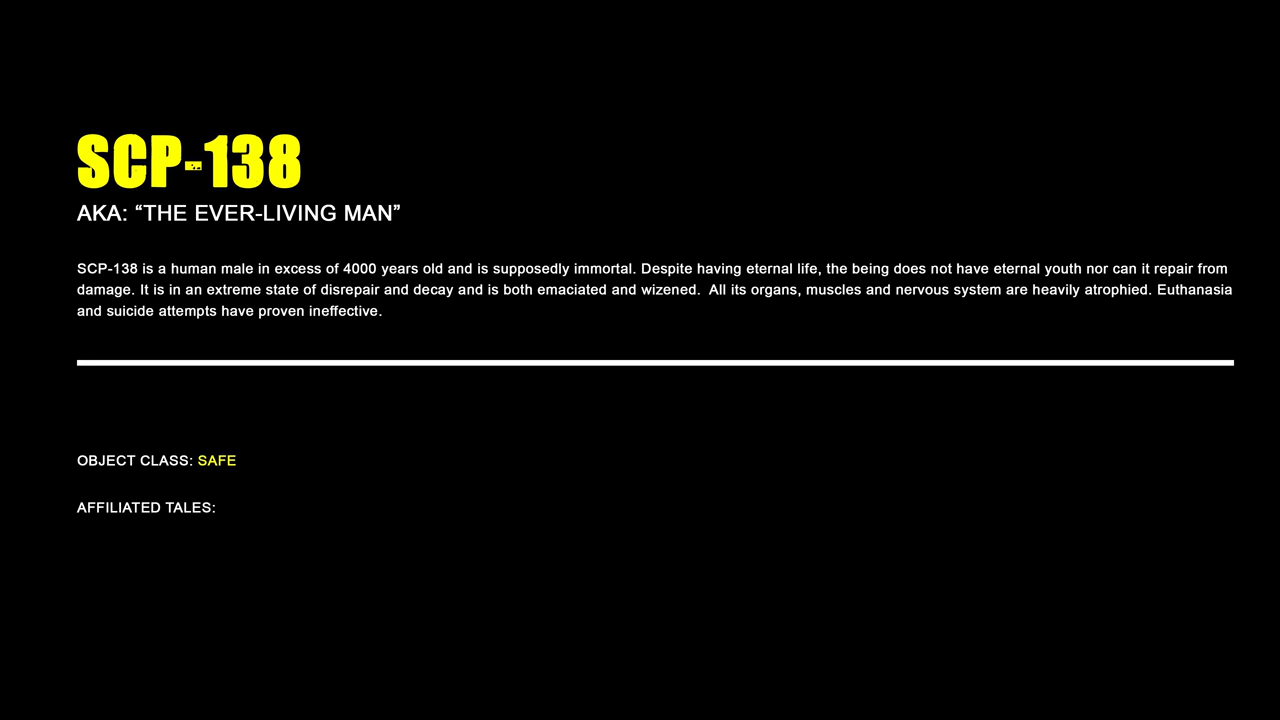 SCP-138
AKA: “THE EVER-LIVING MAN”
SCP-138 is a human male in excess of 4000 years old and is supposedly immortal. Despite having eternal life, the being does not have eternal youth nor can it repair from
damage. It is in an extreme state of disrepair and decay and is both emaciated and wizened.  All its organs, muscles and nervous system are heavily atrophied. Euthanasia
and suicide attempts have proven ineffective.
OBJECT CLASS: SAFE
AFFILIATED TALES: